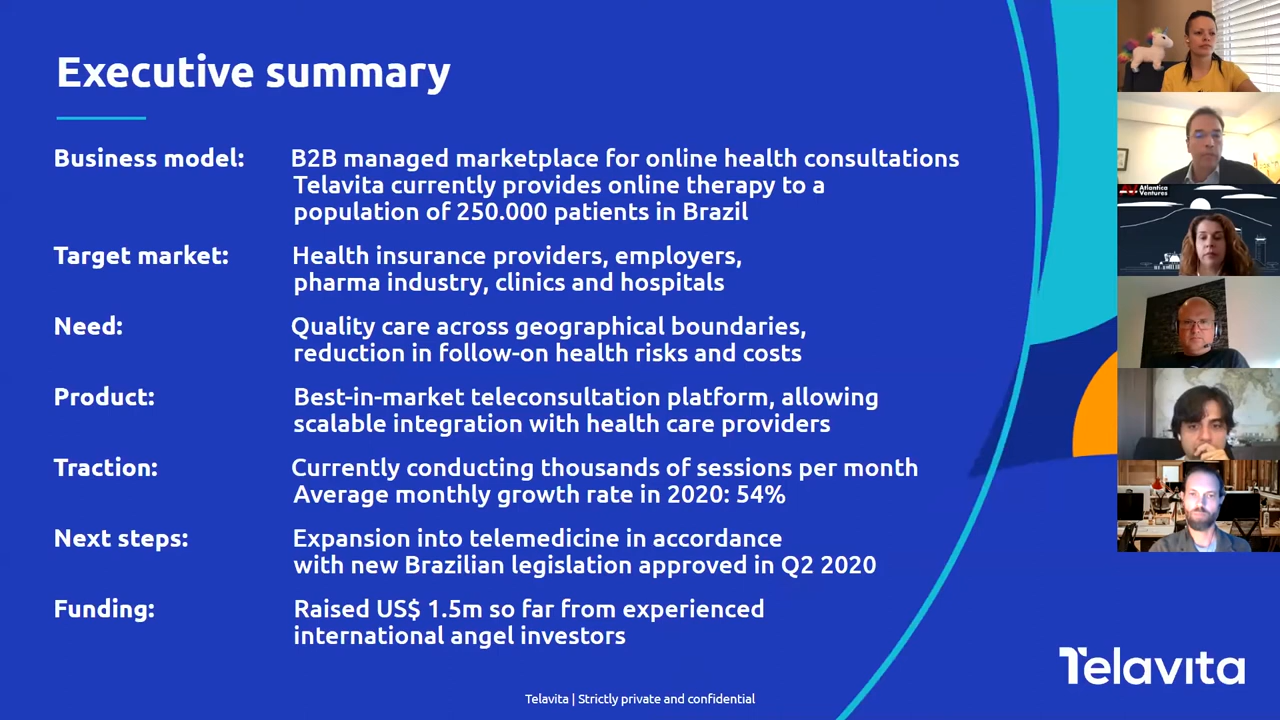 Executive summary
Business model: B2B managed marketplace for online health consultations
Telavita currently provides online therapy to a
population of 250.000 patients in Brazil
Target market: Health insurance providers, employers,
pharma industry, clinics and hospitals
Need: Quality care across geographical boundaries,
reduction in follow-on health risks and costs
Product: Best-in-market teleconsultation platform, allowing
scalable integration with health care providers
Traction: Currently conducting thousands of sessions per month
Average monthly growth rate in 2020: 54%
Next steps: Expansion into telemedicine in accordance
with new Brazilian legislation approved in Q2 2020
Funding: Raised US$ 1.5m so far from experienced
international angel investors
Telavita | Strictly private and confidential
Telavita
Atlantica
Ventures